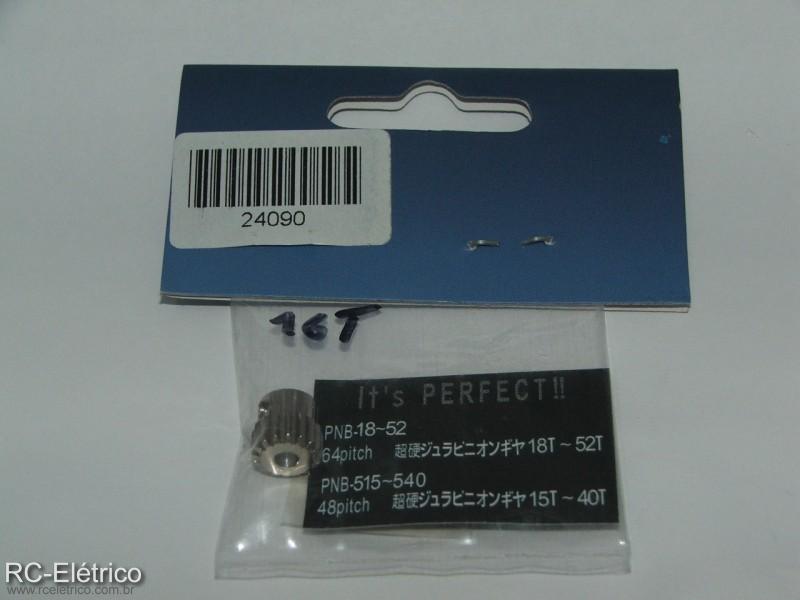 24090
16T
It's PERFECT!!
PNB-18~52
64pitch 超硬ジュラピニオンギヤ 18T~52T
PNB-515~540
48pitch 超硬ジュラピニオンギヤ 15T~40T
RC-Elétrico
www.rceletrico.com.br